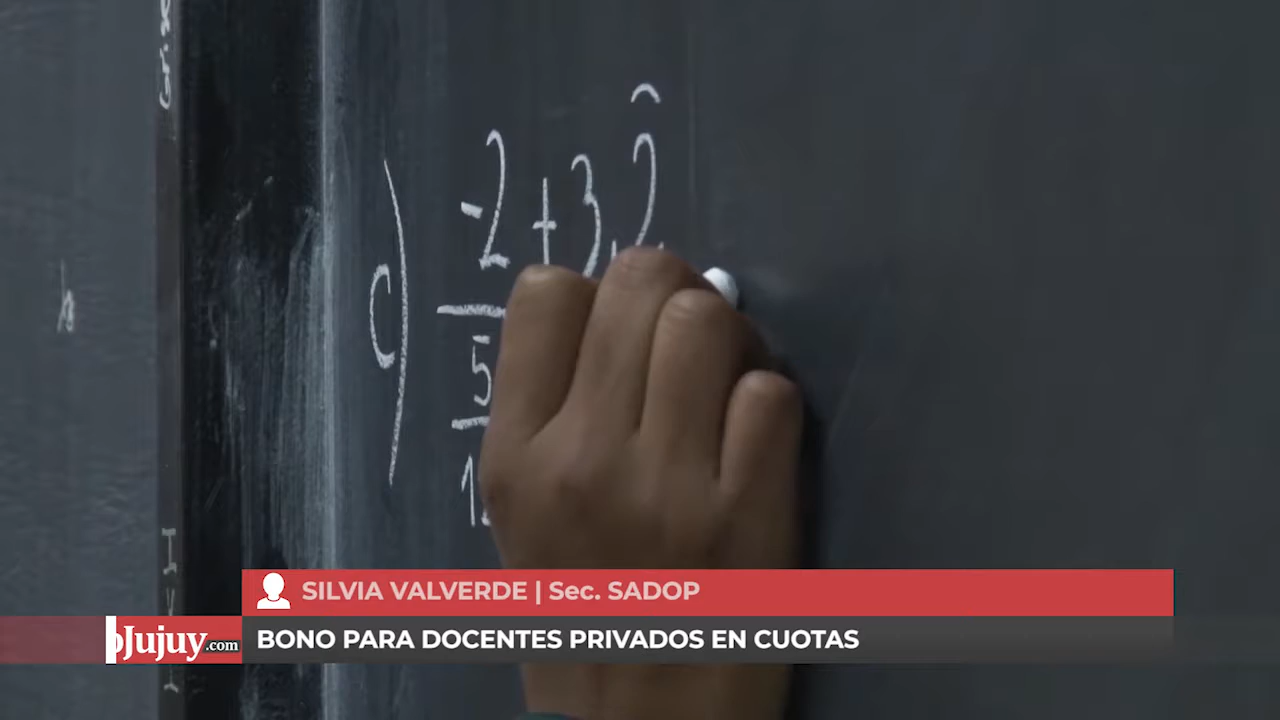 -2 + 3,2̂
c)
5
SILVIA VALVERDE | Sec. SADOP
Jujuy.com
BONO PARA DOCENTES PRIVADOS EN CUOTAS